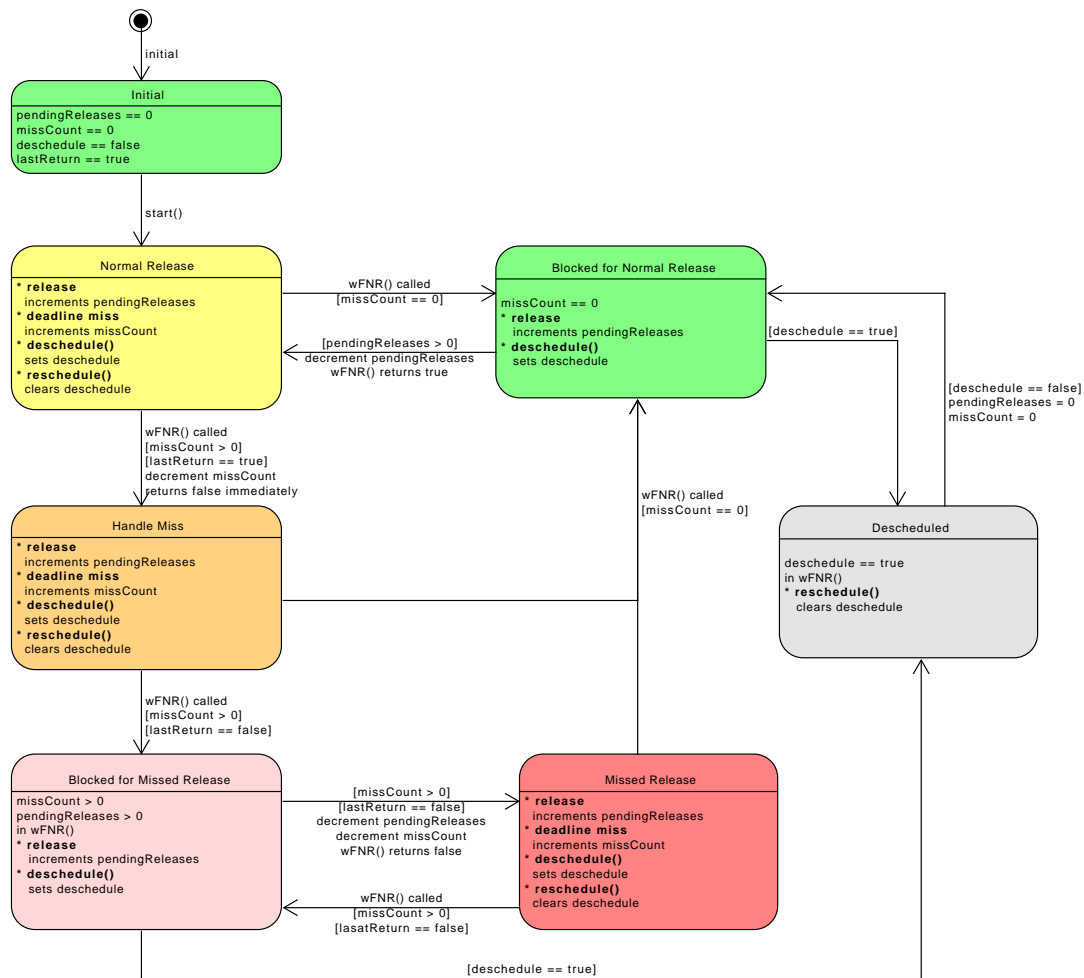 initial
Initial
pendingReleases == 0
missCount == 0
deschedule == false
lastReturn == true
start()
Normal Release
* release
increments pendingReleases
* deadline miss
increments missCount
* deschedule()
sets deschedule
* reschedule()
clears deschedule
wFNR() called
[missCount == 0]
[pendingReleases > 0]
decrement pendingReleases
wFNR() returns true
Blocked for Normal Release
missCount == 0
* release
increments pendingReleases
* deschedule()
sets deschedule
[deschedule == true]
[deschedule == false]
pendingReleases = 0
missCount = 0
wFNR() called
[missCount > 0]
[lastReturn == true]
decrement missCount
returns false immediately
wFNR() called
[missCount == 0]
Handle Miss
* release
increments pendingReleases
* deadline miss
increments missCount
* deschedule()
sets deschedule
* reschedule()
clears deschedule
Descheduled
deschedule == true
in wFNR()
* reschedule()
clears deschedule
wFNR() called
[missCount > 0]
[lastReturn == false]
Blocked for Missed Release
missCount > 0
pendingReleases > 0
in wFNR()
* release
increments pendingReleases
* deschedule()
sets deschedule
[missCount > 0]
[lastReturn == false]
decrement pendingReleases
decrement missCount
wFNR() returns false
wFNR() called
[missCount > 0]
[lasatReturn == false]
Missed Release
* release
increments pendingReleases
* deadline miss
increments missCount
* deschedule()
sets deschedule
* reschedule()
clears deschedule
[deschedule == true]